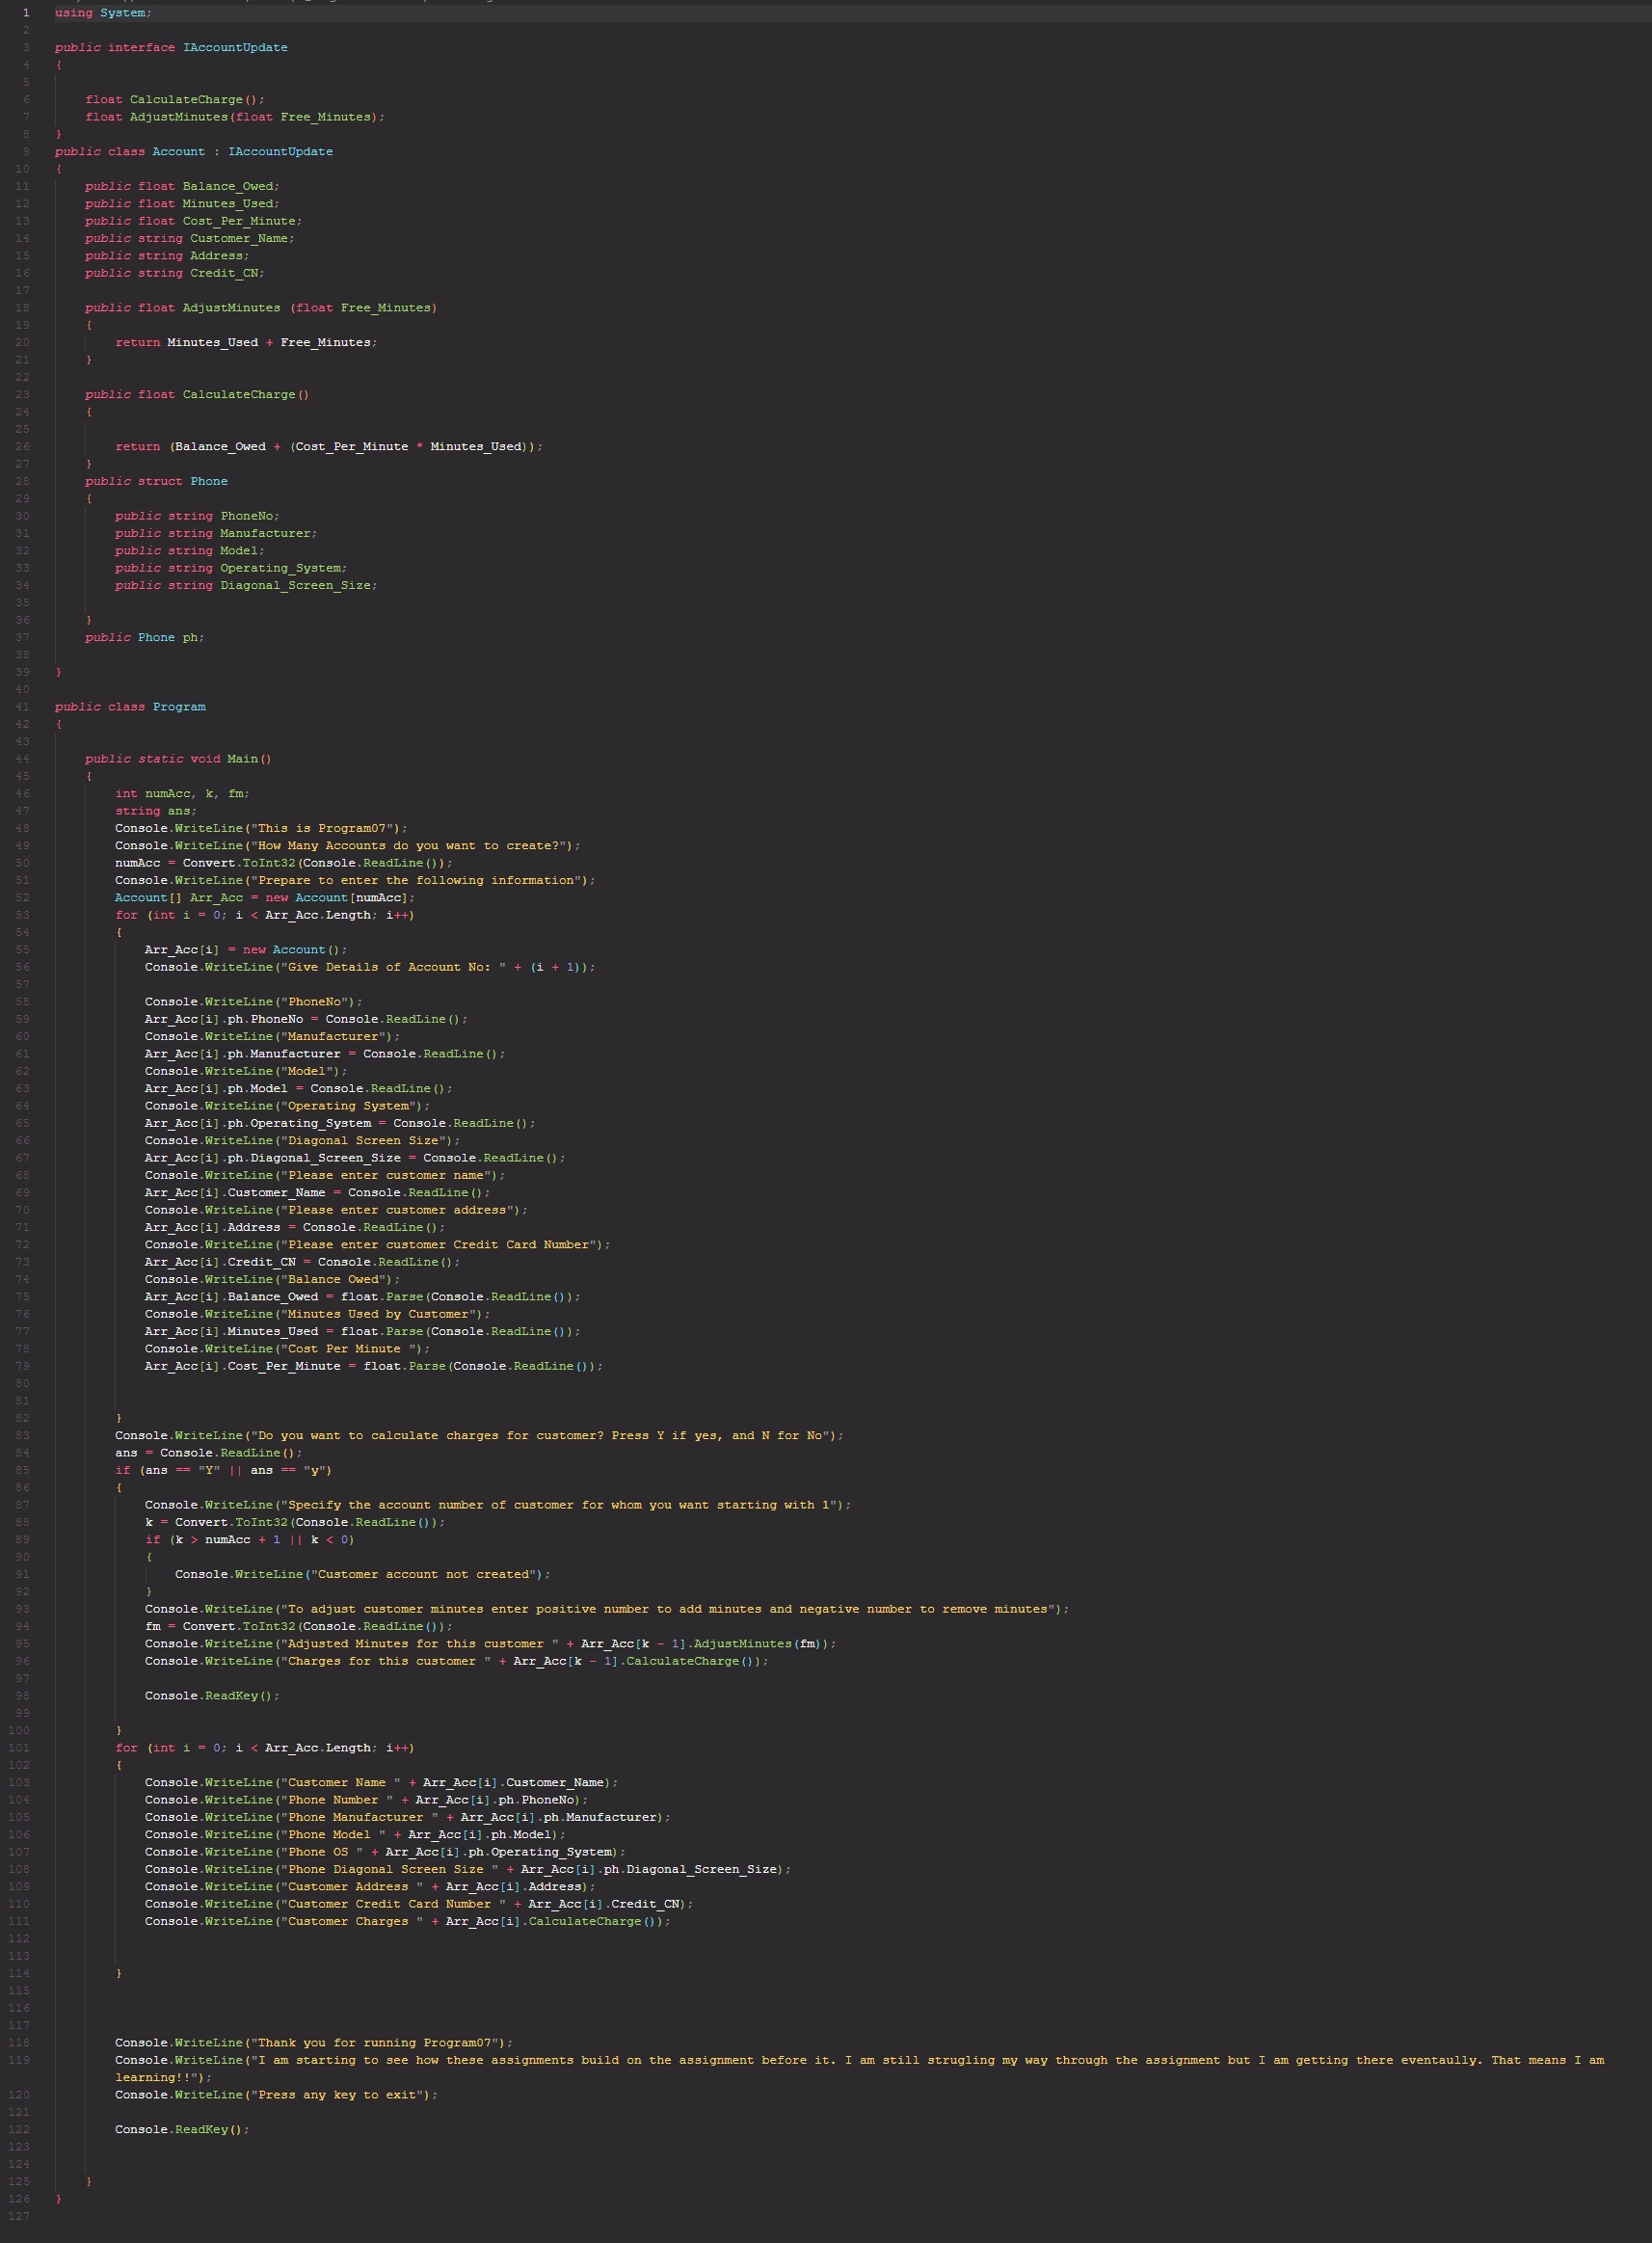 1 using System;
2
3 public interface IAccountUpdate
4 {
5
6 float CalculateCharge();
7 float AdjustMinutes(float Free_Minutes);
8 }
9 public class Account : IAccountUpdate
10 {
11 public float Balance_Owed;
12 public float Minutes_Used;
13 public float Cost_Per_Minute;
14 public string Customer_Name;
15 public string Address;
16 public string Credit_CN;
17
18 public float AdjustMinutes (float Free_Minutes)
19 {
20 return Minutes_Used + Free_Minutes;
21 }
22
23 public float CalculateCharge()
24 {
25
26 return (Balance_Owed + (Cost_Per_Minute * Minutes_Used));
27 }
28 public struct Phone
29 {
30 public string PhoneNo;
31 public string Manufacturer;
32 public string Model;
33 public string Operating_System;
34 public string Diagonal_Screen_Size;
35
36 }
37 public Phone ph;
38
39 }
40
41 public class Program
42 {
43
44 public static void Main()
45 {
46 int numAcc, k, fm;
47 string ans;
48 Console.WriteLine("This is Program07");
49 Console.WriteLine("How Many Accounts do you want to create?");
50 numAcc = Convert.ToInt32(Console.ReadLine());
51 Console.WriteLine("Prepare to enter the following information");
52 Account[] Arr_Acc = new Account[numAcc];
53 for (int i = 0; i < Arr_Acc.Length; i++)
54 {
55 Arr_Acc[i] = new Account();
56 Console.WriteLine("Give Details of Account No: " + (i + 1));
57
58 Console.WriteLine("PhoneNo");
59 Arr_Acc[i].ph.PhoneNo = Console.ReadLine();
60 Console.WriteLine("Manufacturer");
61 Arr_Acc[i].ph.Manufacturer = Console.ReadLine();
62 Console.WriteLine("Model");
63 Arr_Acc[i].ph.Model = Console.ReadLine();
64 Console.WriteLine("Operating System");
65 Arr_Acc[i].ph.Operating_System = Console.ReadLine();
66 Console.WriteLine("Diagonal Screen Size");
67 Arr_Acc[i].ph.Diagonal_Screen_Size = Console.ReadLine();
68 Console.WriteLine("Please enter customer name");
69 Arr_Acc[i].Customer_Name = Console.ReadLine();
70 Console.WriteLine("Please enter customer address");
71 Arr_Acc[i].Address = Console.ReadLine();
72 Console.WriteLine("Please enter customer Credit Card Number");
73 Arr_Acc[i].Credit_CN = Console.ReadLine();
74 Console.WriteLine("Balance Owed");
75 Arr_Acc[i].Balance_Owed = float.Parse(Console.ReadLine());
76 Console.WriteLine("Minutes Used by Customer");
77 Arr_Acc[i].Minutes_Used = float.Parse(Console.ReadLine());
78 Console.WriteLine("Cost Per Minute ");
79 Arr_Acc[i].Cost_Per_Minute = float.Parse(Console.ReadLine());
80
81
82 }
83 Console.WriteLine("Do you want to calculate charges for customer? Press Y if yes, and N for No");
84 ans = Console.ReadLine();
85 if (ans == "Y" || ans == "y")
86 {
87 Console.WriteLine("Specify the account number of customer for whom you want starting with 1");
88 k = Convert.ToInt32(Console.ReadLine());
89 if (k > numAcc + 1 || k < 0)
90 {
91 Console.WriteLine("Customer account not created");
92 }
93 Console.WriteLine("To adjust customer minutes enter positive number to add minutes and negative number to remove minutes");
94 fm = Convert.ToInt32(Console.ReadLine());
95 Console.WriteLine("Adjusted Minutes for this customer " + Arr_Acc[k - 1].AdjustMinutes(fm));
96 Console.WriteLine("Charges for this customer " + Arr_Acc[k - 1].CalculateCharge());
97
98 Console.ReadKey();
99
100 }
101 for (int i = 0; i < Arr_Acc.Length; i++)
102 {
103 Console.WriteLine("Customer Name " + Arr_Acc[i].Customer_Name);
104 Console.WriteLine("Phone Number " + Arr_Acc[i].ph.PhoneNo);
105 Console.WriteLine("Phone Manufacturer " + Arr_Acc[i].ph.Manufacturer);
106 Console.WriteLine("Phone Model " + Arr_Acc[i].ph.Model);
107 Console.WriteLine("Phone OS " + Arr_Acc[i].ph.Operating_System);
108 Console.WriteLine("Phone Diagonal Screen Size " + Arr_Acc[i].ph.Diagonal_Screen_Size);
109 Console.WriteLine("Customer Address " + Arr_Acc[i].Address);
110 Console.WriteLine("Customer Credit Card Number " + Arr_Acc[i].Credit_CN);
111 Console.WriteLine("Customer Charges " + Arr_Acc[i].CalculateCharge());
112
113
114 }
115
116
117
118 Console.WriteLine("Thank you for running Program07");
119 Console.WriteLine("I am starting to see how these assignments build on the assignment before it. I am still strugling my way through the assignment but I am getting there eventaully. That means I am
learning!!");
120 Console.WriteLine("Press any key to exit");
121
122 Console.ReadKey();
123
124
125 }
126 }
127